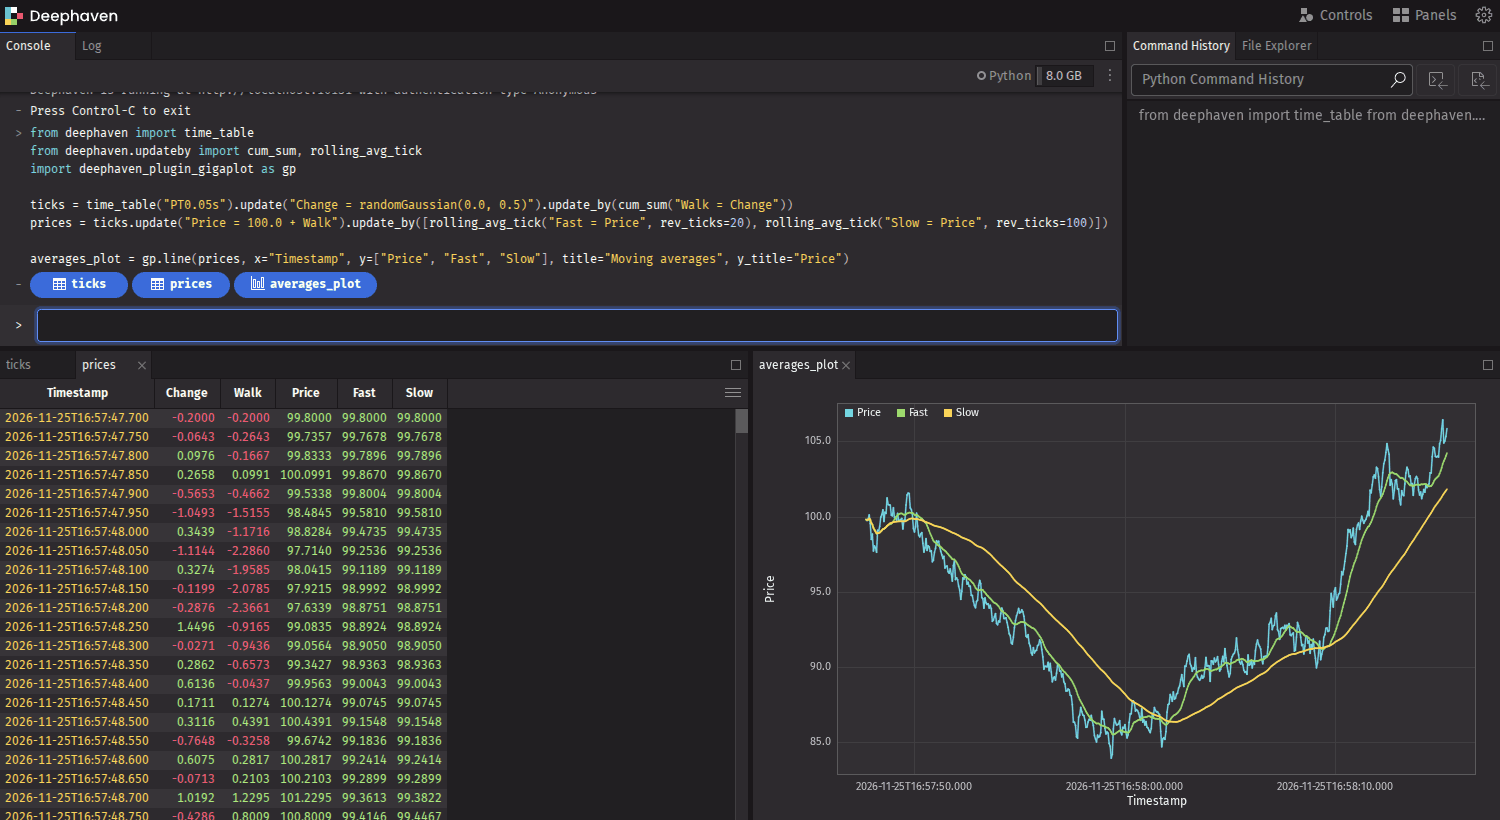 Deephaven
Controls
Panels
Console
Log
Command History
File Explorer
Python
8.0 GB
Python Command History
from deephaven import time_table from deephaven....
- Press Control-C to exit
> from deephaven import time_table
from deephaven.updateby import cum_sum, rolling_avg_tick
import deephaven_plugin_gigaplot as gp
ticks = time_table("PT0.05s").update("Change = randomGaussian(0.0, 0.5)").update_by(cum_sum("Walk = Change"))
prices = ticks.update("Price = 100.0 + Walk").update_by([rolling_avg_tick("Fast = Price", rev_ticks=20), rolling_avg_tick("Slow = Price", rev_ticks=100)])
averages_plot = gp.line(prices, x="Timestamp", y=["Price", "Fast", "Slow"], title="Moving averages", y_title="Price")
- ticks prices averages_plot
>
ticks
prices
Timestamp Change Walk Price Fast Slow
2026-11-25T16:57:47.700 -0.2000 -0.2000 99.8000 99.8000 99.8000
2026-11-25T16:57:47.750 -0.0643 -0.2643 99.7357 99.7678 99.7678
2026-11-25T16:57:47.800 0.0976 -0.1667 99.8333 99.7896 99.7896
2026-11-25T16:57:47.850 0.2658 0.0991 100.0991 99.8670 99.8670
2026-11-25T16:57:47.900 -0.5653 -0.4662 99.5338 99.8004 99.8004
2026-11-25T16:57:47.950 -1.0493 -1.5155 98.4845 99.5810 99.5810
2026-11-25T16:57:48.000 0.3439 -1.1716 98.8284 99.4735 99.4735
2026-11-25T16:57:48.050 -1.1144 -2.2860 97.7140 99.2536 99.2536
2026-11-25T16:57:48.100 0.3274 -1.9585 98.0415 99.1189 99.1189
2026-11-25T16:57:48.150 -0.1199 -2.0785 97.9215 98.9992 98.9992
2026-11-25T16:57:48.200 -0.2876 -2.3661 97.6339 98.8751 98.8751
2026-11-25T16:57:48.250 1.4496 -0.9165 99.0835 98.8924 98.8924
2026-11-25T16:57:48.300 -0.0271 -0.9436 99.0564 98.9050 98.9050
2026-11-25T16:57:48.350 0.2862 -0.6573 99.3427 98.9363 98.9363
2026-11-25T16:57:48.400 0.6136 -0.0437 99.9563 99.0043 99.0043
2026-11-25T16:57:48.450 0.1711 0.1274 100.1274 99.0745 99.0745
2026-11-25T16:57:48.500 0.3116 0.4391 100.4391 99.1548 99.1548
2026-11-25T16:57:48.550 -0.7648 -0.3258 99.6742 99.1836 99.1836
2026-11-25T16:57:48.600 0.6075 0.2817 100.2817 99.2414 99.2414
2026-11-25T16:57:48.650 -0.0713 0.2103 100.2103 99.2899 99.2899
2026-11-25T16:57:48.700 1.0192 1.2295 101.2295 99.3613 99.3822
2026-11-25T16:57:48.750 -0.4286 0.8009 100.8009 99.4146 99.4467
averages_plot
Price Fast Slow
105.0
100.0
95.0
90.0
85.0
Price
2026-11-25T16:57:50.000 2026-11-25T16:58:00.000 2026-11-25T16:58:10.000
Timestamp